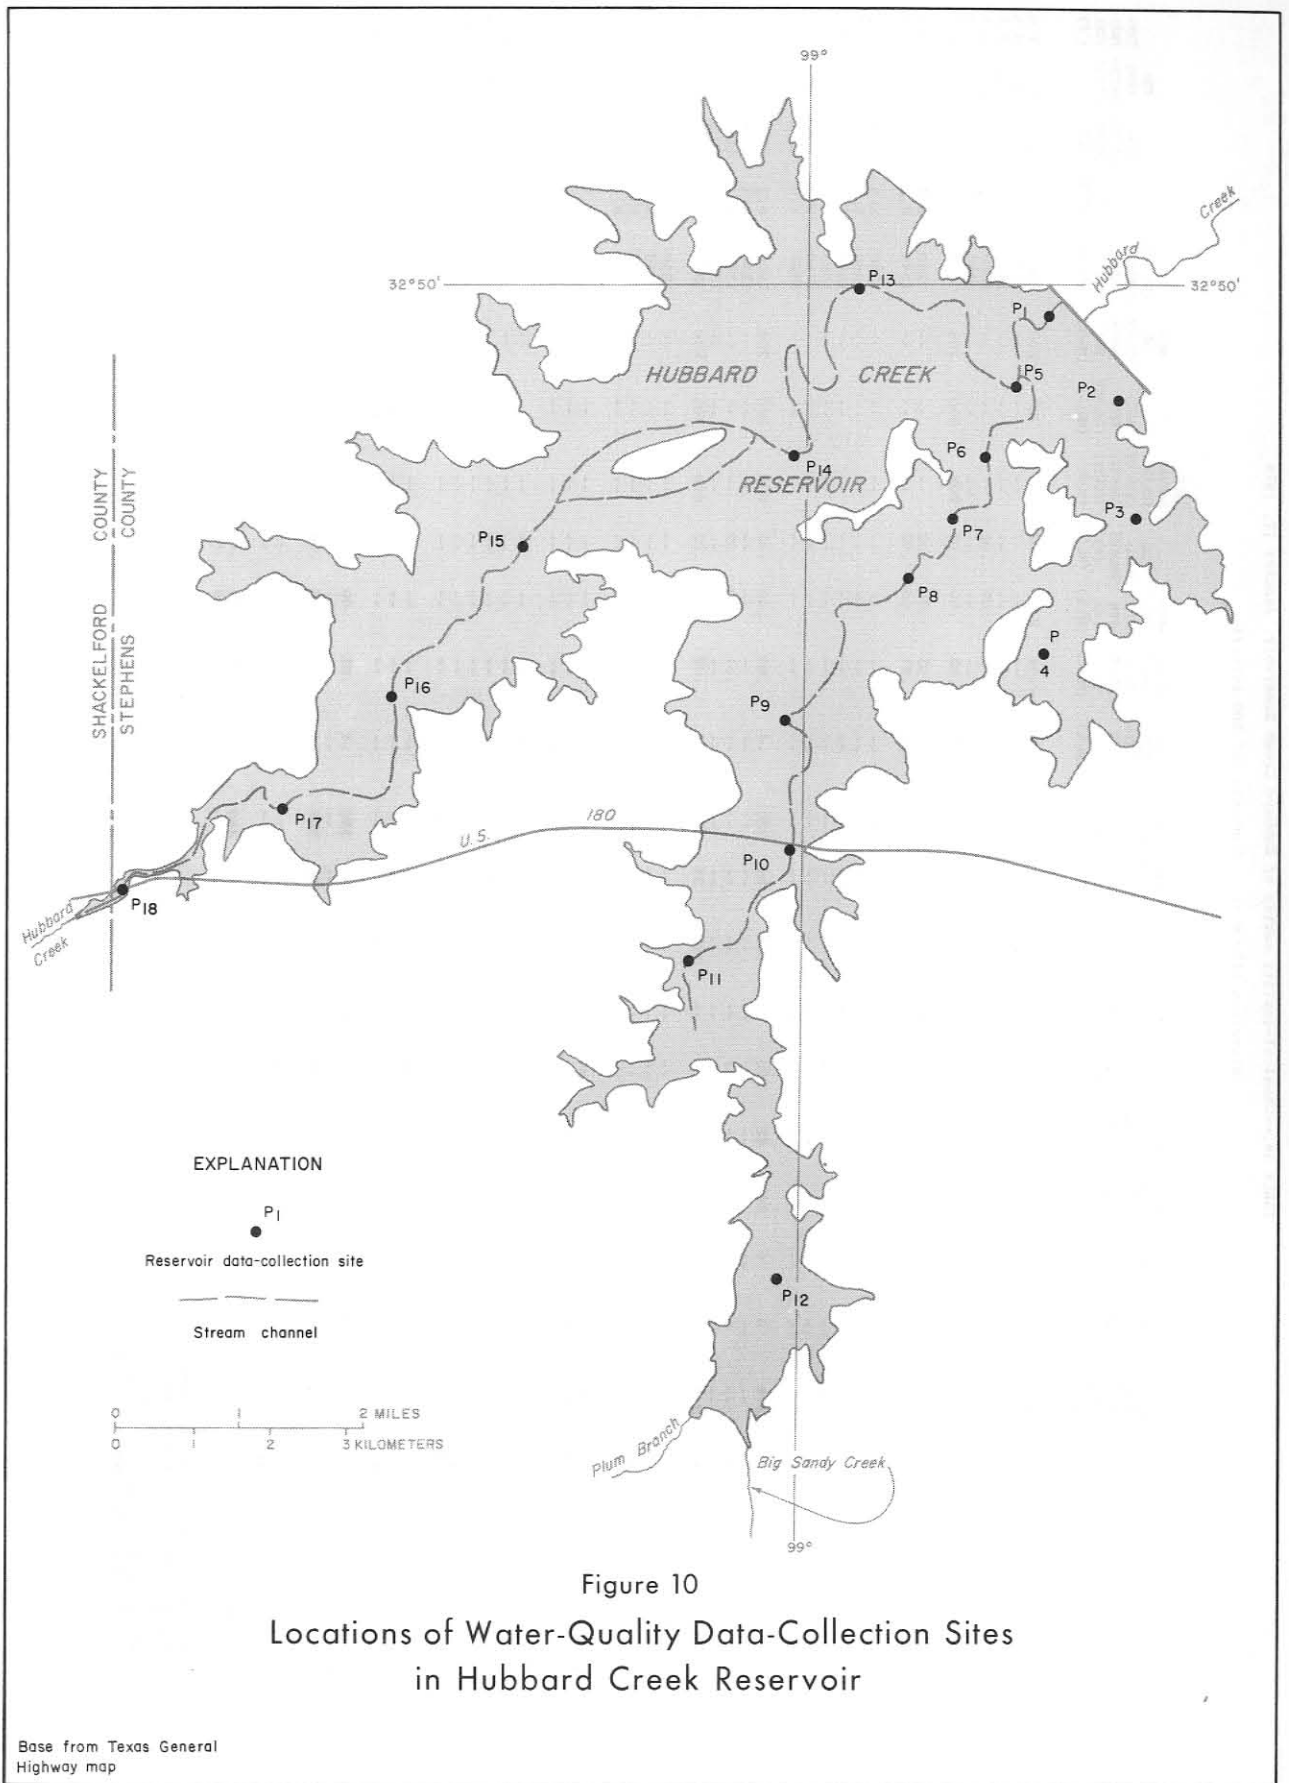 99°
Hubbard Creek
32°50'
32°50'
P13
P1
HUBBARD CREEK
P5
P2
P6
P14
RESERVOIR
P3
P15
P7
P8
SHACKELFORD COUNTY
STEPHENS COUNTY
P
4
P16
P9
P17
U.S. 180
P10
P18
Hubbard
Creek
P11
EXPLANATION
P1
Reservoir data-collection site
Stream channel
P12
0 1 2 MILES
0 1 2 3 KILOMETERS
Plum Branch
Big Sandy Creek
99°
Figure 10
Locations of Water-Quality Data-Collection Sites
in Hubbard Creek Reservoir
Base from Texas General
Highway map